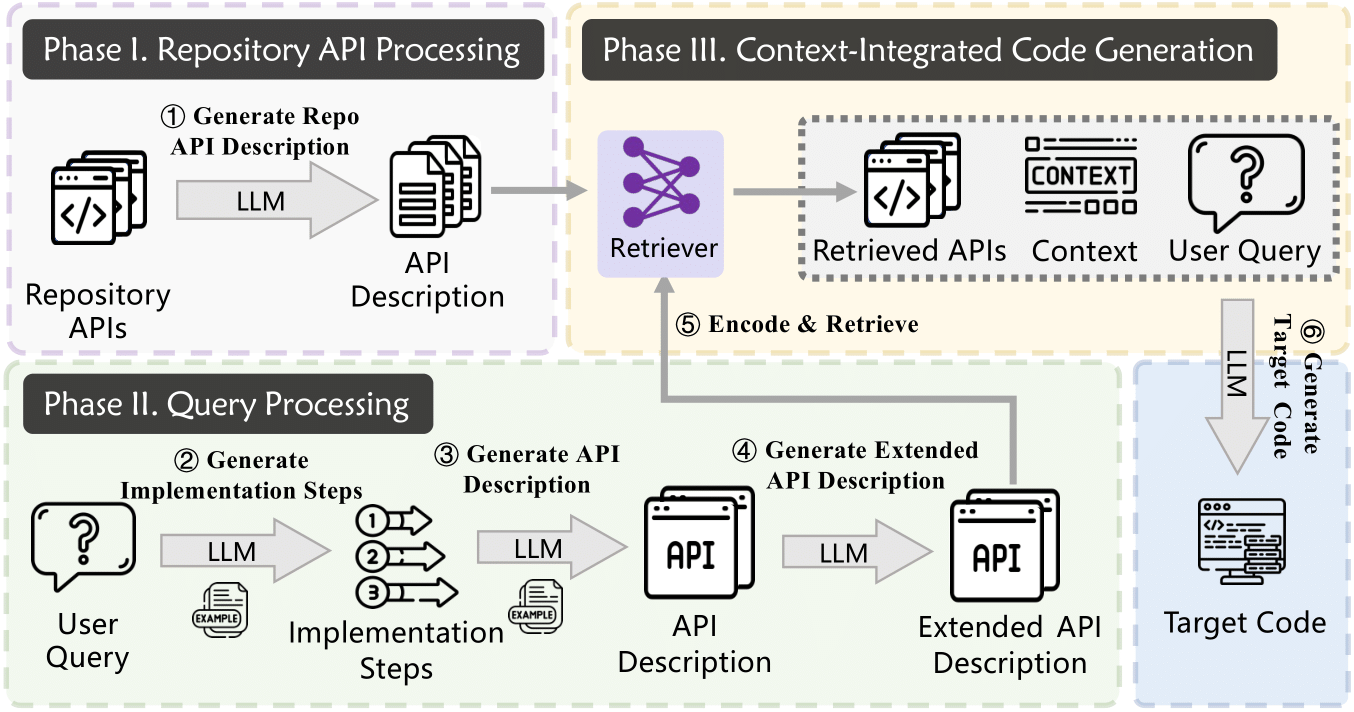 Phase I. Repository API Processing
① Generate Repo
API Description
LLM
</>
Repository
APIs
API
Description
Phase III. Context-Integrated Code Generation
Retriever
</>
Retrieved APIs
CONTEXT
Context
?
User Query
⑤ Encode & Retrieve
⑥ Generate
Target Code
LLM
</>
Target Code
Phase II. Query Processing
② Generate
Implementation Steps
?
User
Query
LLM
EXAMPLE
1
2
3
Implementation
Steps
③ Generate API
Description
LLM
EXAMPLE
API
API
Description
④ Generate Extended
API Description
LLM
API
Extended API
Description